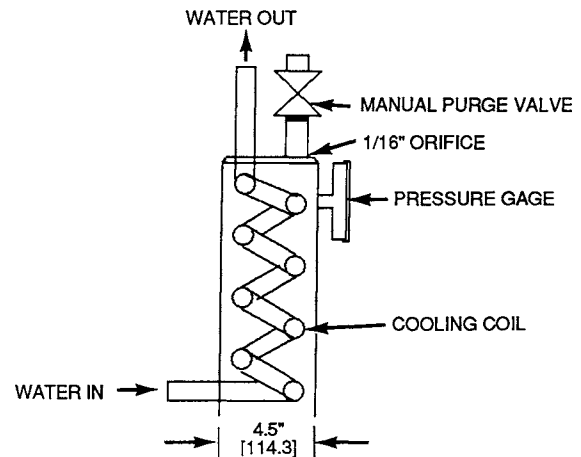 WATER OUT
MANUAL PURGE VALVE
1/16" ORIFICE
PRESSURE GAGE
COOLING COIL
WATER IN
4.5"
[114.3]